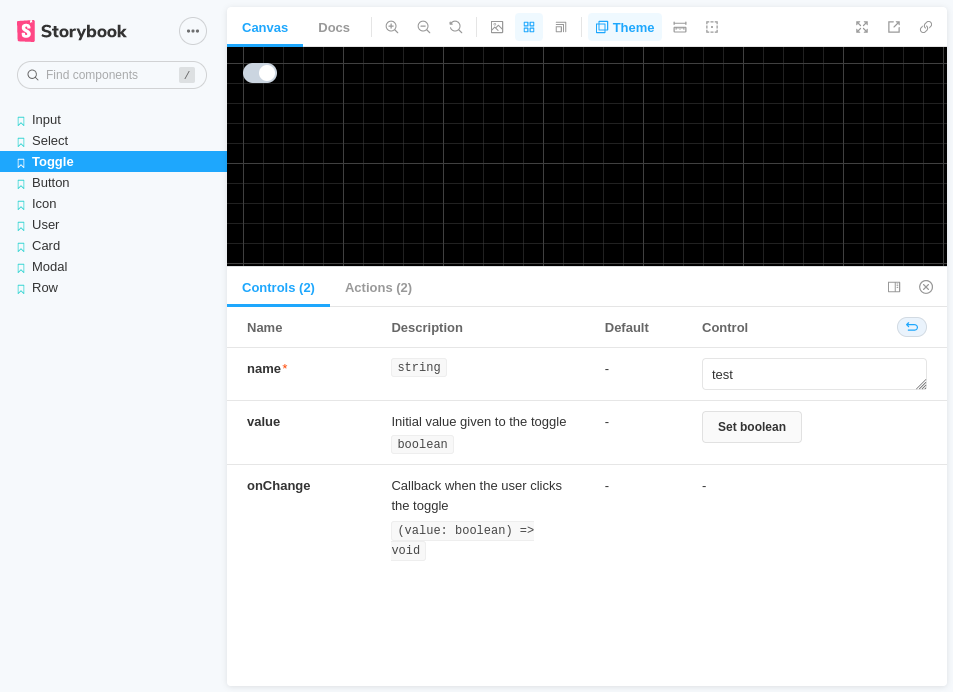 Storybook
Find components /
Input
Select
Toggle
Button
Icon
User
Card
Modal
Row
Canvas Docs Theme
Controls (2) Actions (2)
Name Description Default Control
name* string - test
value Initial value given to the toggle - Set boolean
boolean
onChange Callback when the user clicks - -
the toggle
(value: boolean) =>
void